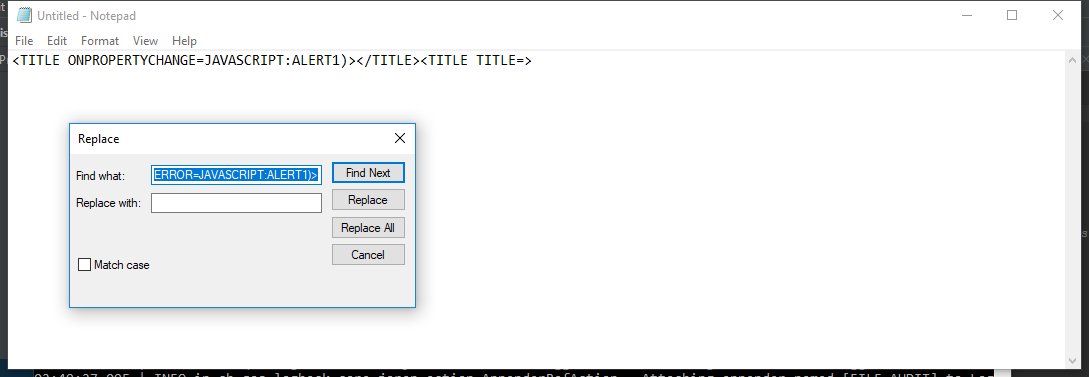 Untitled - Notepad
File Edit Format View Help
<TITLE ONPROPERTYCHANGE=JAVASCRIPT:ALERT1)></TITLE><TITLE TITLE=>
Replace
Find what: ERROR=JAVASCRIPT:ALERT1)> Find Next
Replace with: Replace
Replace All
Cancel
Match case